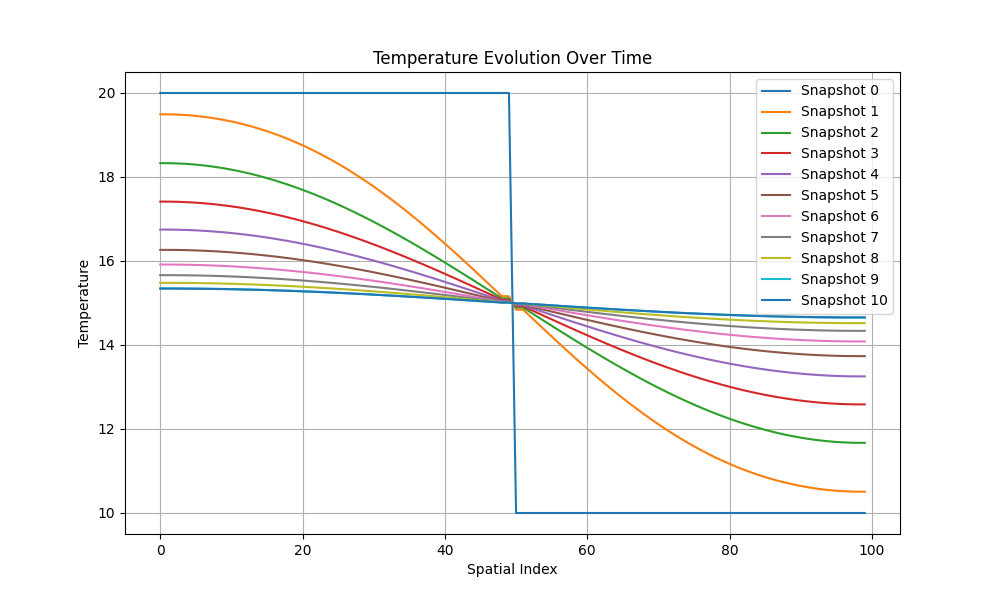 Temperature Evolution Over Time
Temperature
20
18
16
14
12
10
Snapshot 0
Snapshot 1
Snapshot 2
Snapshot 3
Snapshot 4
Snapshot 5
Snapshot 6
Snapshot 7
Snapshot 8
Snapshot 9
Snapshot 10
0 20 40 60 80 100
Spatial Index